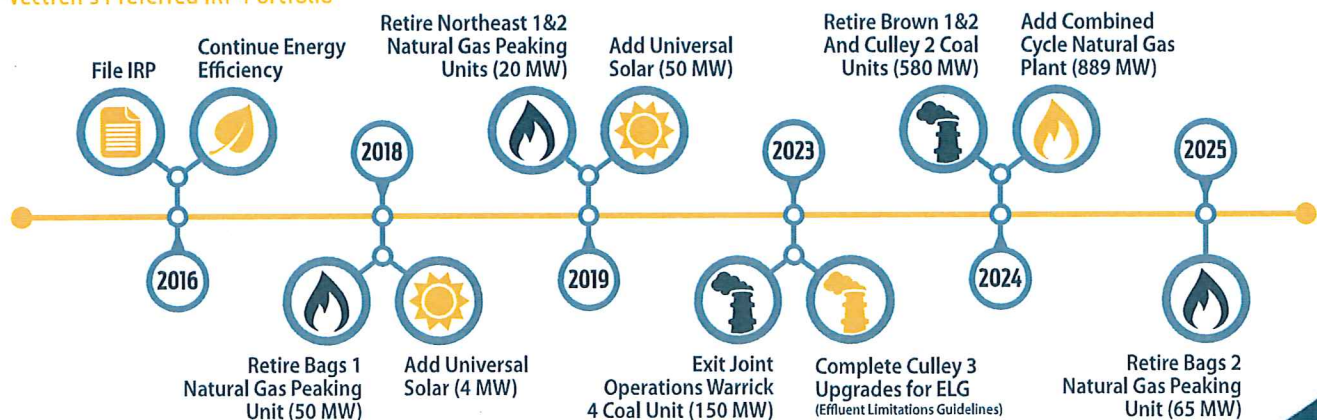 Vectren's Preferred IRP Portfolio
File IRP
Continue Energy
Efficiency
2016
2018
Retire Bags 1
Natural Gas Peaking
Unit (50 MW)
Add Universal
Solar (4 MW)
Retire Northeast 1&2
Natural Gas Peaking
Units (20 MW)
Add Universal
Solar (50 MW)
2019
2023
Exit Joint
Operations Warrick
4 Coal Unit (150 MW)
Complete Culley 3
Upgrades for ELG
(Effluent Limitations Guidelines)
Retire Brown 1&2
And Culley 2 Coal
Units (580 MW)
Add Combined
Cycle Natural Gas
Plant (889 MW)
2024
2025
Retire Bags 2
Natural Gas Peaking
Unit (65 MW)